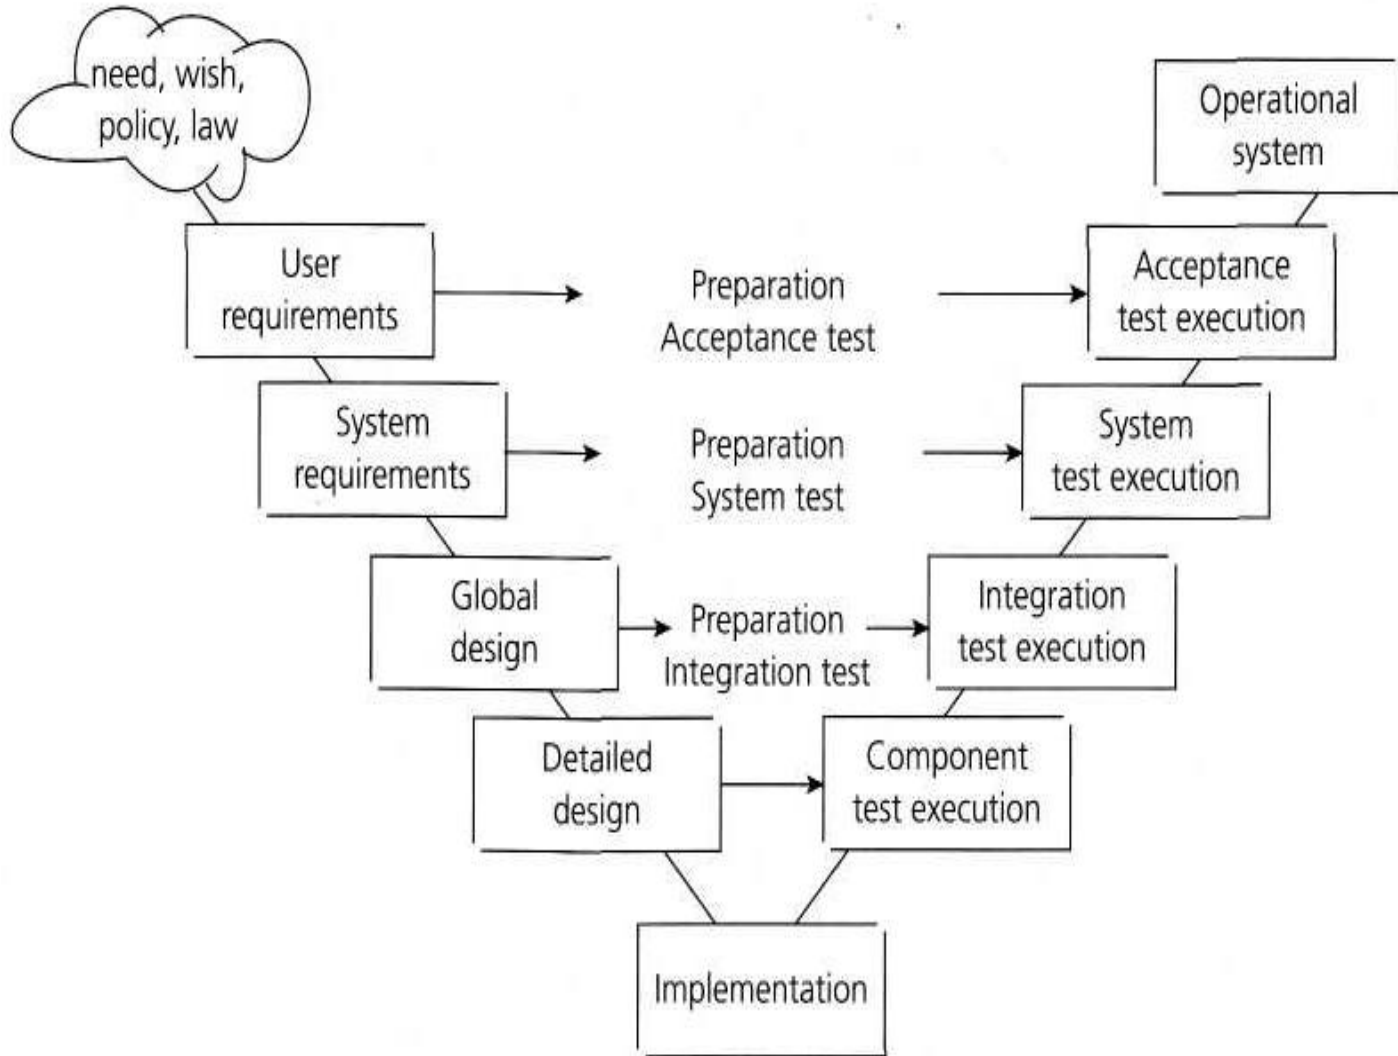 need, wish,
policy, law
Operational
system
User
requirements
Preparation
Acceptance test
Acceptance
test execution
System
requirements
Preparation
System test
System
test execution
Global
design
Preparation
Integration test
Integration
test execution
Detailed
design
Component
test execution
Implementation